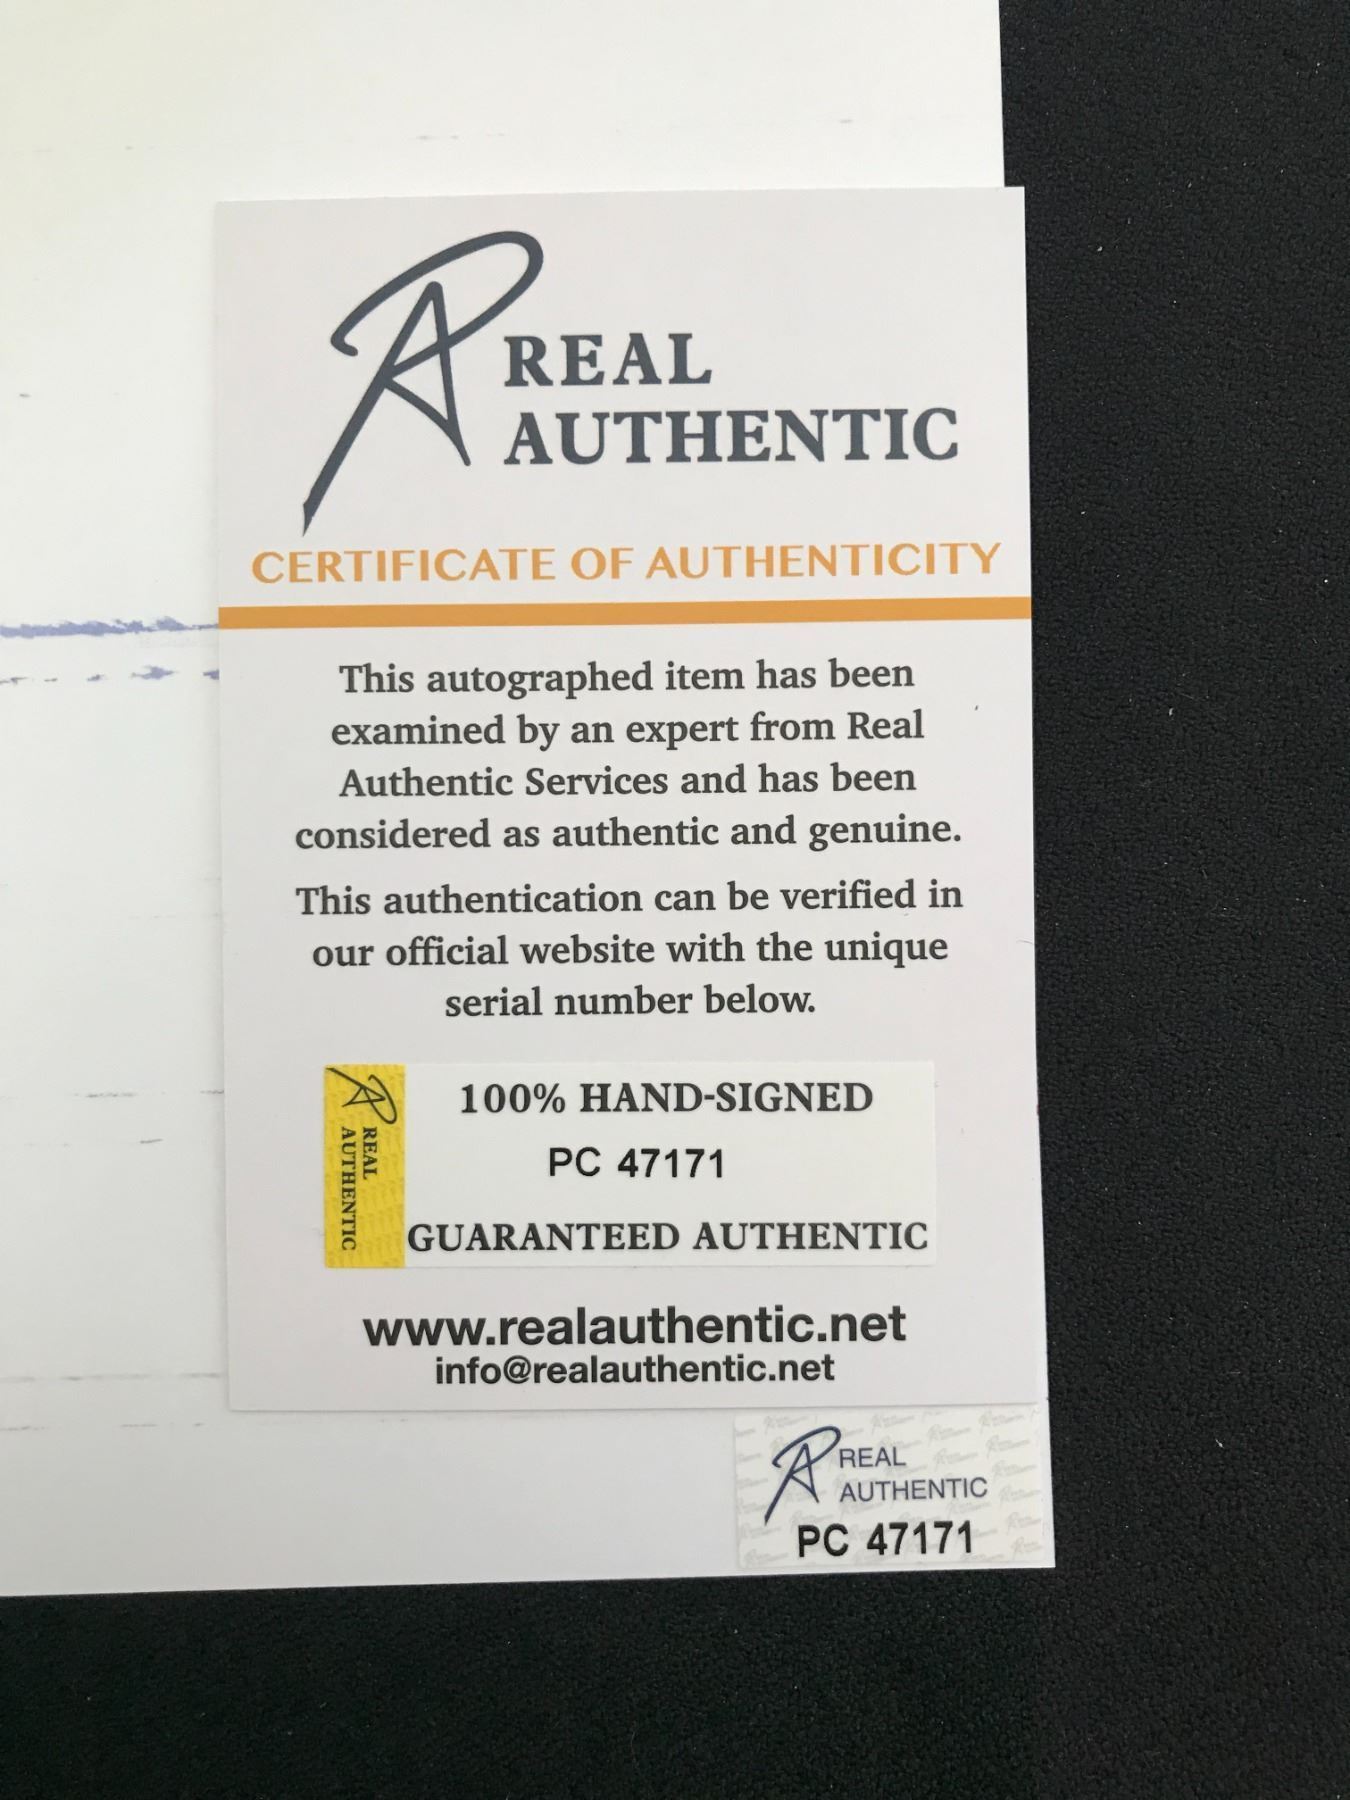 REAL
AUTHENTIC
CERTIFICATE OF AUTHENTICITY
This autographed item has been
examined by an expert from Real
Authentic Services and has been
considered as authentic and genuine.
This authentication can be verified in
our official website with the unique
serial number below.
REAL
AUTHENTIC
100% HAND-SIGNED
PC 47171
GUARANTEED AUTHENTIC
www.realauthentic.net
info@realauthentic.net
REAL
AUTHENTIC
PC 47171